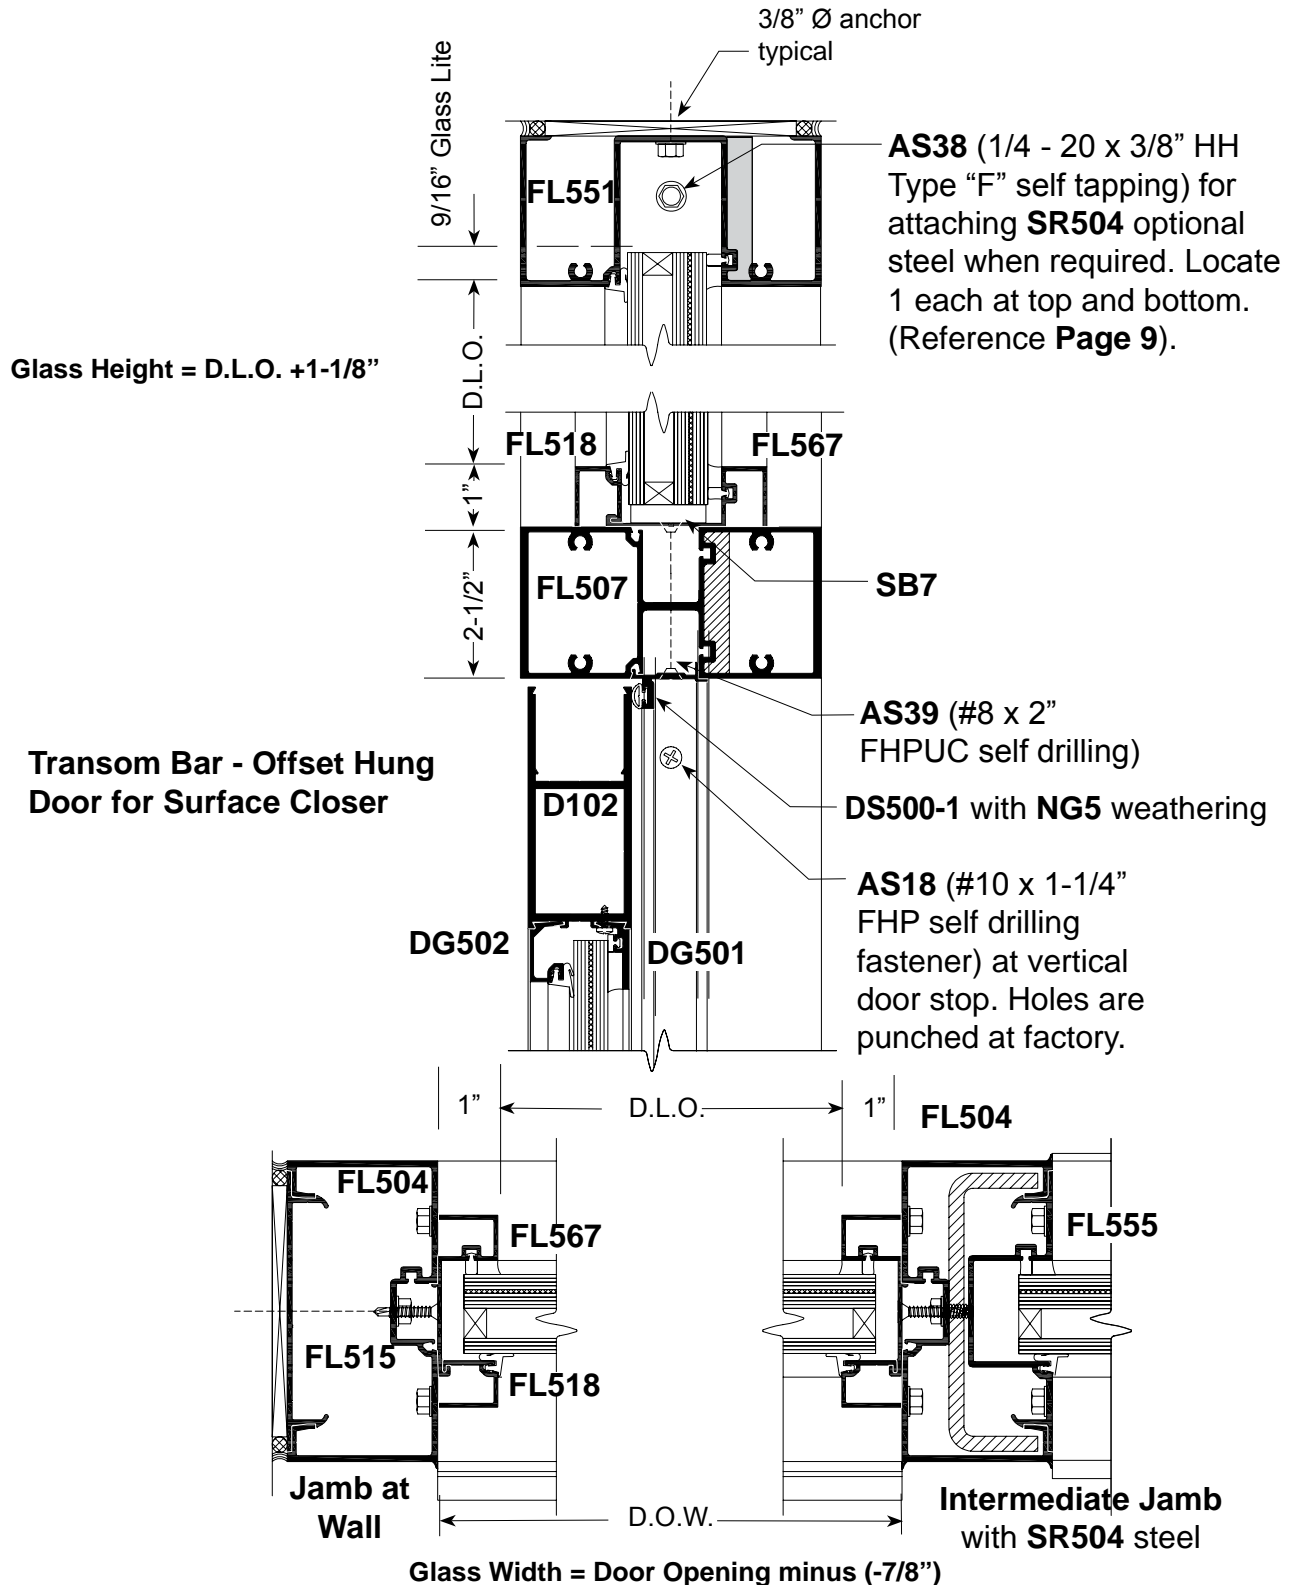 3/8” Ø anchor
typical
9/16” Glass Lite
AS38 (1/4 - 20 x 3/8” HH
Type “F” self tapping) for
attaching SR504 optional
steel when required. Locate
1 each at top and bottom.
(Reference Page 9).
FL551
D.L.O.
Glass Height = D.L.O. +1-1/8”
FL518
FL567
1”
2-1/2”
FL507
SB7
AS39 (#8 x 2”
FHPUC self drilling)
Transom Bar - Offset Hung
Door for Surface Closer
D102
DS500-1 with NG5 weathering
AS18 (#10 x 1-1/4”
FHP self drilling
fastener) at vertical
door stop. Holes are
punched at factory.
DG502
DG501
1”
D.L.O.
1”
FL504
FL504
FL567
FL555
FL515
FL518
Jamb at
Wall
D.O.W.
Intermediate Jamb
with SR504 steel
Glass Width = Door Opening minus (-7/8”)